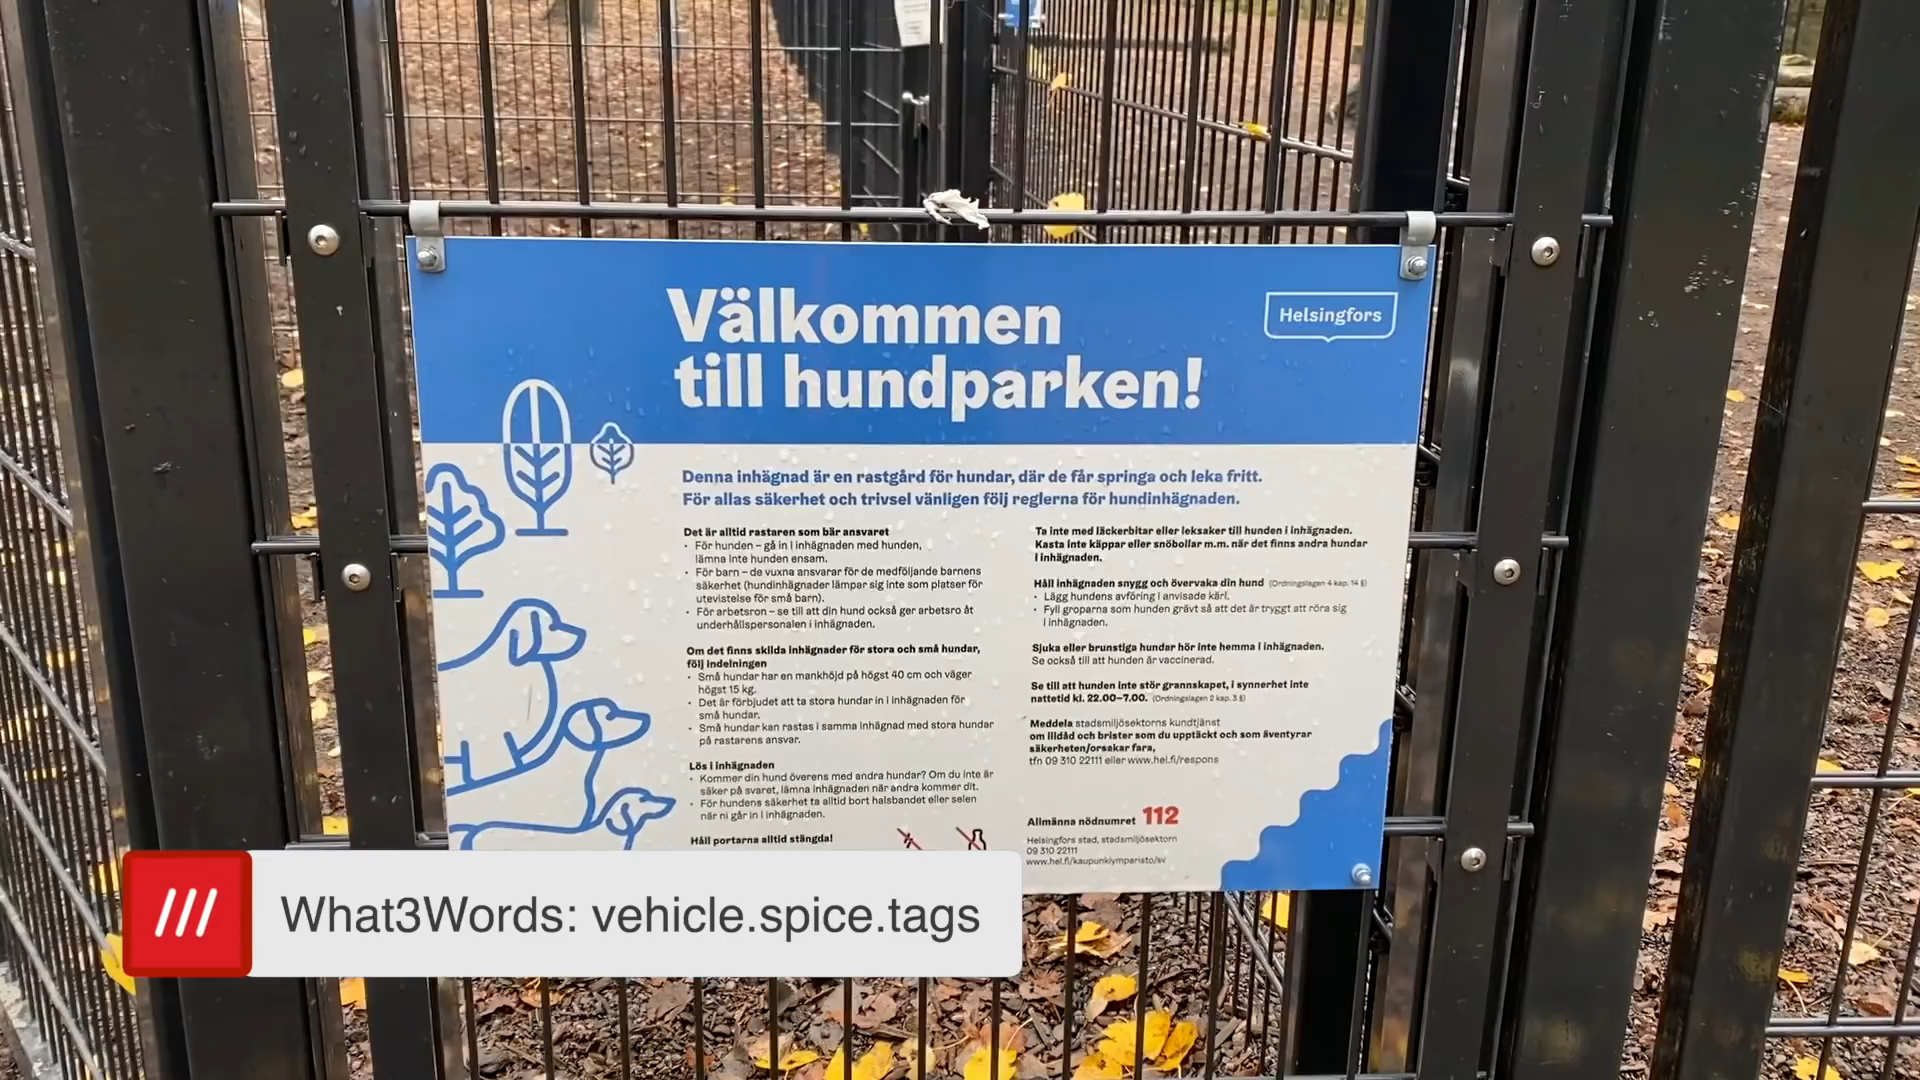 Välkommen
till hundparken!
Helsingfors
Denna inhägnad är en rastgård för hundar, där de får springa och leka fritt.
För allas säkerhet och trivsel vänligen följ reglerna för hundinhägnaden.
Det är alltid rastaren som bär ansvaret
• För hunden – gå in i inhägnaden med hunden,
lämna inte hunden ensam.
• För barn – de vuxna ansvarar för de medföljande barnens
säkerhet (hundinhägnader lämpar sig inte som platser för
utevistelse för små barn).
• För arbetsron – se till att din hund också ger arbetsro åt
underhållspersonalen i inhägnaden.
Om det finns skilda inhägnader för stora och små hundar,
följ indelningen
• Små hundar har en mankhöjd på högst 40 cm och väger
högst 15 kg.
• Det är förbjudet att ta stora hundar in i inhägnaden för
små hundar.
• Små hundar kan rastas i samma inhägnad med stora hundar
på rastarens ansvar.
Lös i inhägnaden
• Kommer din hund överens med andra hundar? Om du inte är
säker på svaret, lämna inhägnaden när andra kommer dit.
• För hundens säkerhet ta alltid bort halsbandet eller selen
när ni går in i inhägnaden.
Håll portarna alltid stängda!
Ta inte med läckerbitar eller leksaker till hunden i inhägnaden.
Kasta inte käppar eller snöbollar m.m. när det finns andra hundar
i inhägnaden.
Håll inhägnaden snygg och övervaka din hund (Ordningslagen 4 kap. 14 §)
• Lägg hundens avföring i anvisade kärl.
• Fyll groparna som hunden grävt så att det är tryggt att röra sig
i inhägnaden.
Sjuka eller brunstiga hundar hör inte hemma i inhägnaden.
Se också till att hunden är vaccinerad.
Se till att hunden inte stör grannskapet, i synnerhet inte
nattetid kl. 22.00–7.00. (Ordningslagen 2 kap. 3 §)
Meddela stadsmiljösektorns kundtjänst
om illdåd och brister som du upptäckt och som äventyrar
säkerheten/orsakar fara,
tfn 09 310 22111 eller www.hel.fi/respons
Allmänna nödnumret 112
Helsingfors stad, stadsmiljösektorn
09 310 22111
www.hel.fi/kaupunkiymparisto/sv
What3Words: vehicle.spice.tags